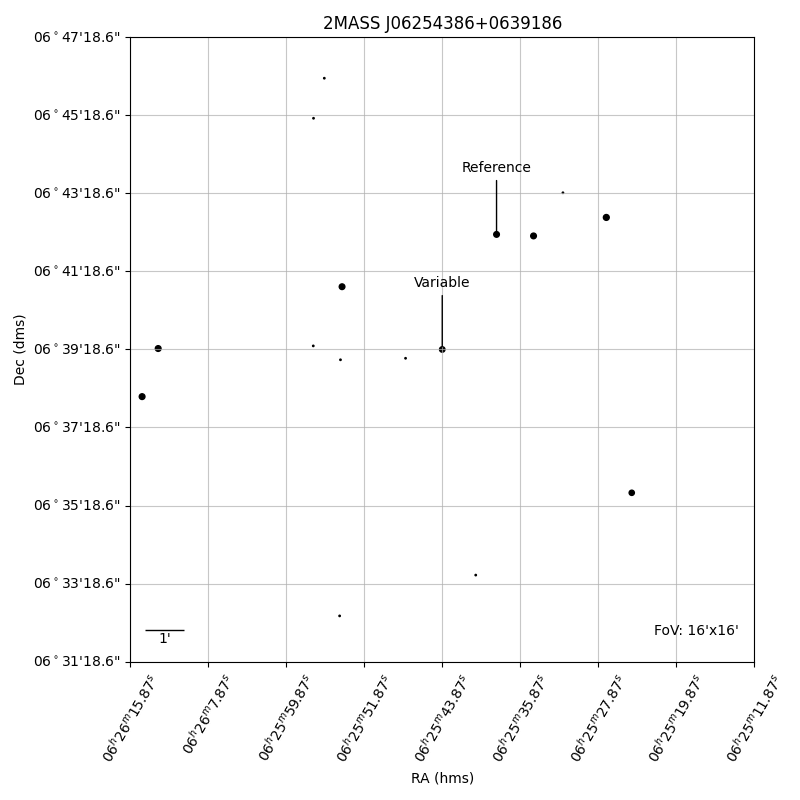 2MASS J06254386+0639186
06°47'18.6"
06°45'18.6"
06°43'18.6"
06°41'18.6"
06°39'18.6"
06°37'18.6"
06°35'18.6"
06°33'18.6"
06°31'18.6"
Dec (dms)
Reference
Variable
1'
FoV: 16'x16'
06ʰ26ᵐ15.87ˢ
06ʰ26ᵐ7.87ˢ
06ʰ25ᵐ59.87ˢ
06ʰ25ᵐ51.87ˢ
06ʰ25ᵐ43.87ˢ
06ʰ25ᵐ35.87ˢ
06ʰ25ᵐ27.87ˢ
06ʰ25ᵐ19.87ˢ
06ʰ25ᵐ11.87ˢ
RA (hms)